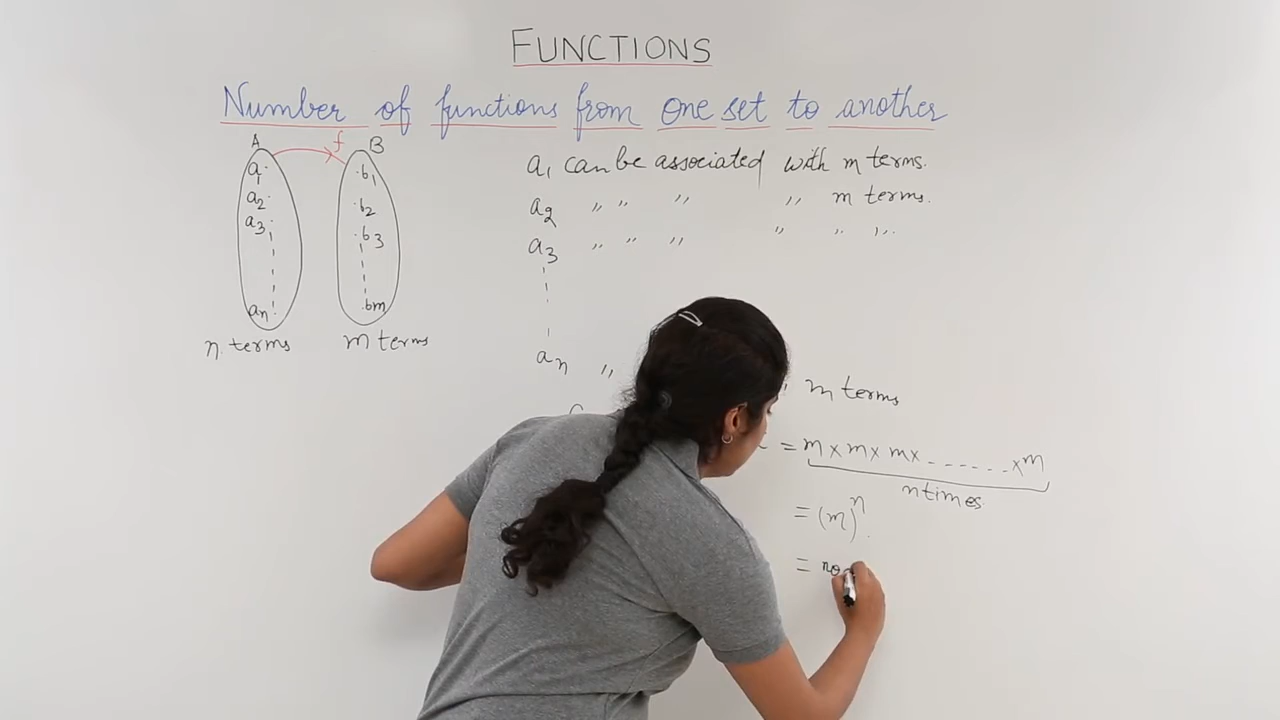 FUNCTIONS
Number of functions from one set to another
A f B
a1
a2
a3
an
b1
b2
b3
bm
n terms m terms
a1 can be associated with m terms.
a2 " " " " m terms.
a3 " " " " " "
an " " m terms
= m × m × m × ....... × m
n times
= (m)^n
= no